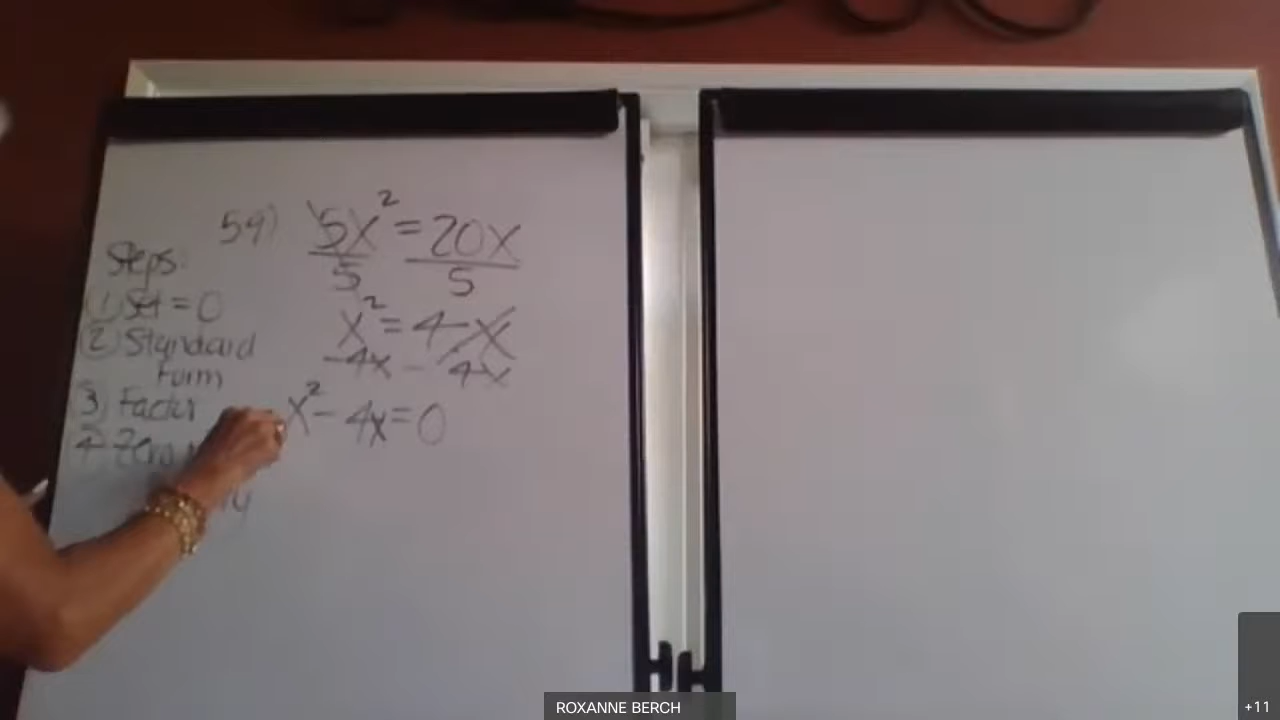 59) 5x² = 20x
5 5
Steps:
① Set = 0
x² = 4x
② Standard
Form
-4x - 4x
③ Factor
x² - 4x = 0
④ Zero
ROXANNE BERCH
+11